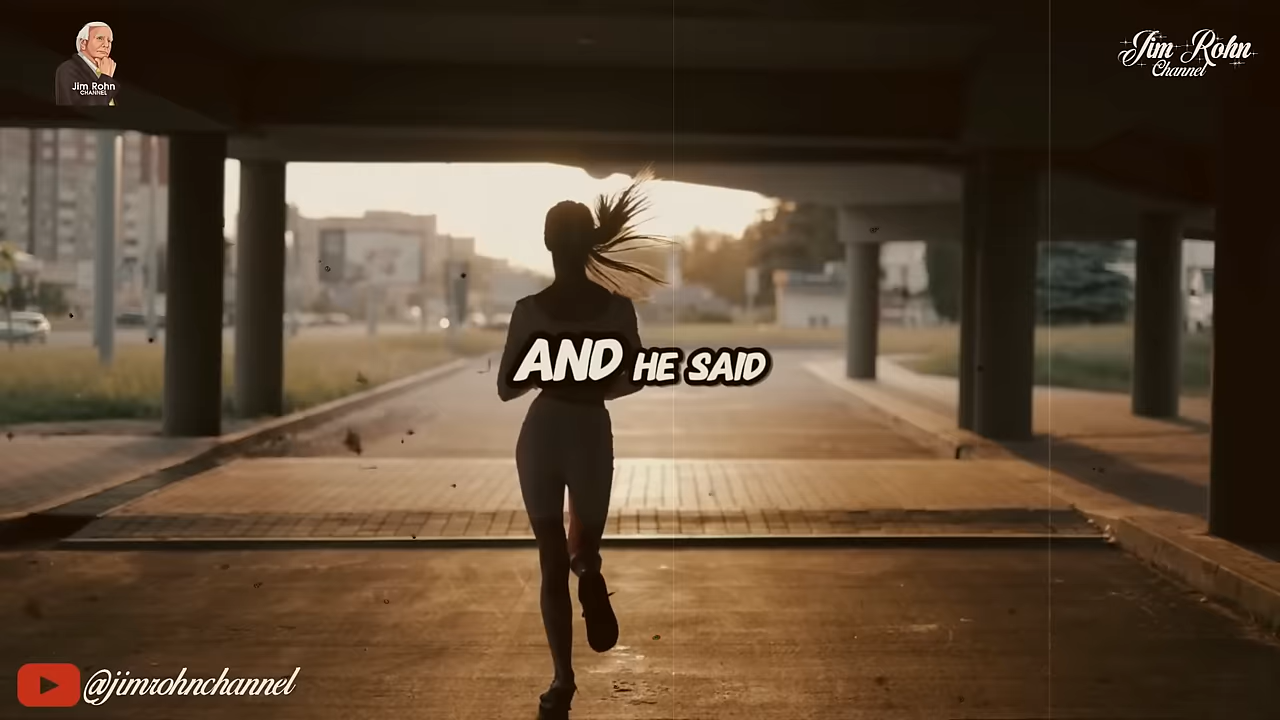 Jim Rohn
CHANNEL
Jim Rohn
Channel
AND HE SAID
@jimrohnchannel